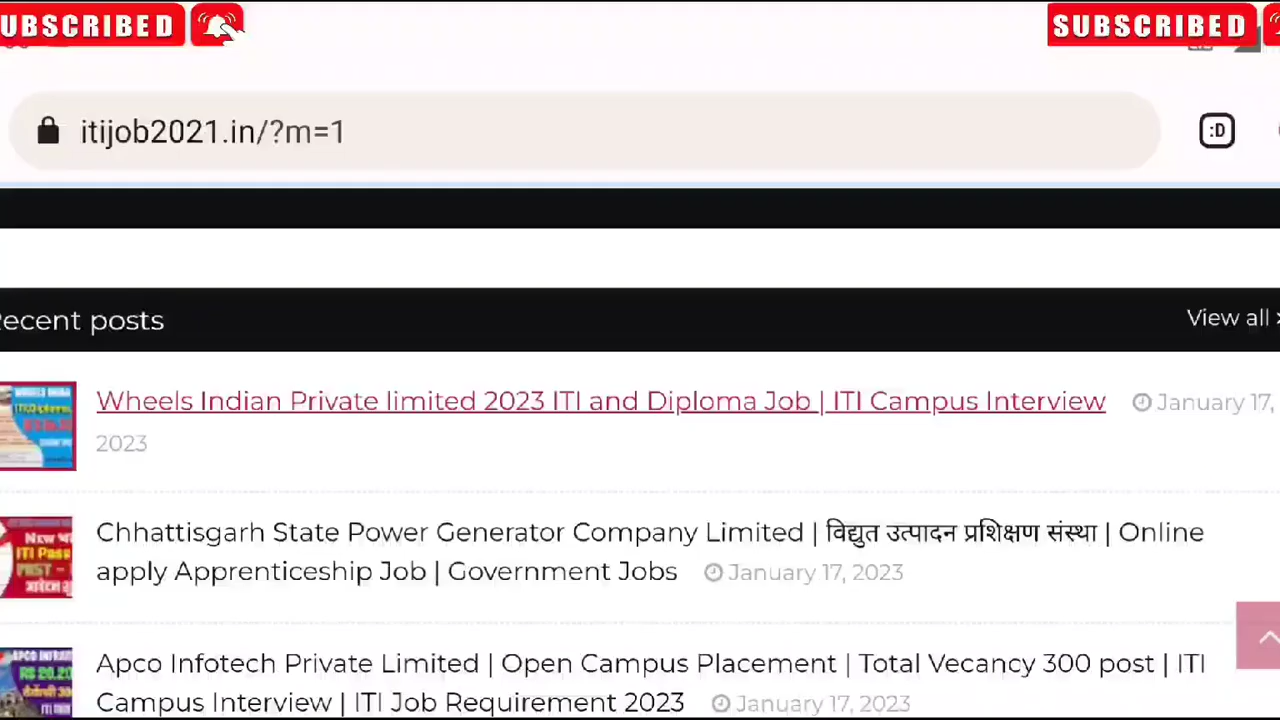 UBSCRIBED SUBSCRIBED
itijob2021.in/?m=1 :D
ecent posts View all
Wheels Indian Private limited 2023 ITI and Diploma Job | ITI Campus Interview January 17,
2023
Chhattisgarh State Power Generator Company Limited | विद्युत उत्पादन प्रशिक्षण संस्था | Online
apply Apprenticeship Job | Government Jobs January 17, 2023
Apco Infotech Private Limited | Open Campus Placement | Total Vecancy 300 post | ITI
Campus Interview | ITI Job Requirement 2023 January 17, 2023